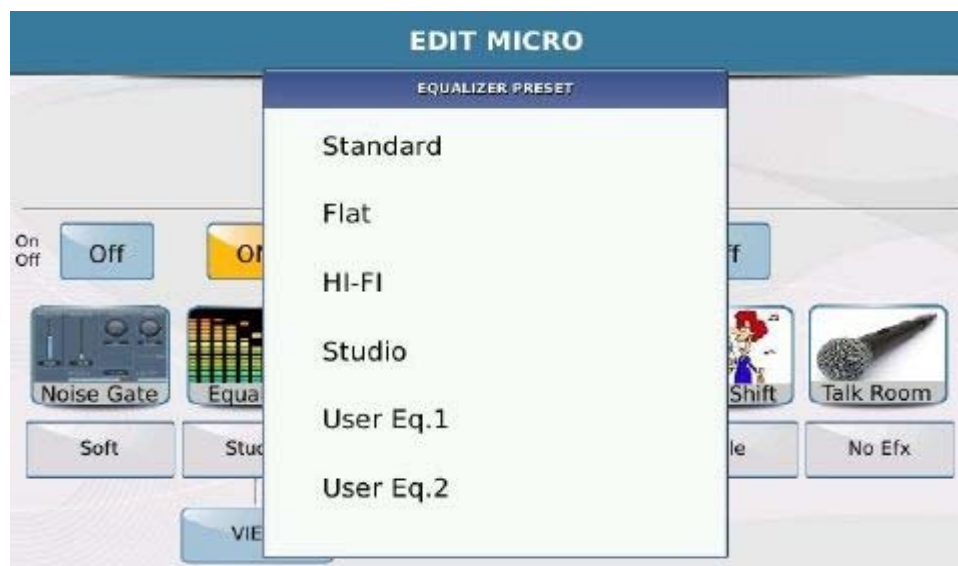 EDIT MICRO
EQUALIZER PRESET
Standard
Flat
HI-FI
Studio
User Eq.1
User Eq.2
On
Off
Off
Noise Gate
Shift
Talk Room
Soft
No Efx